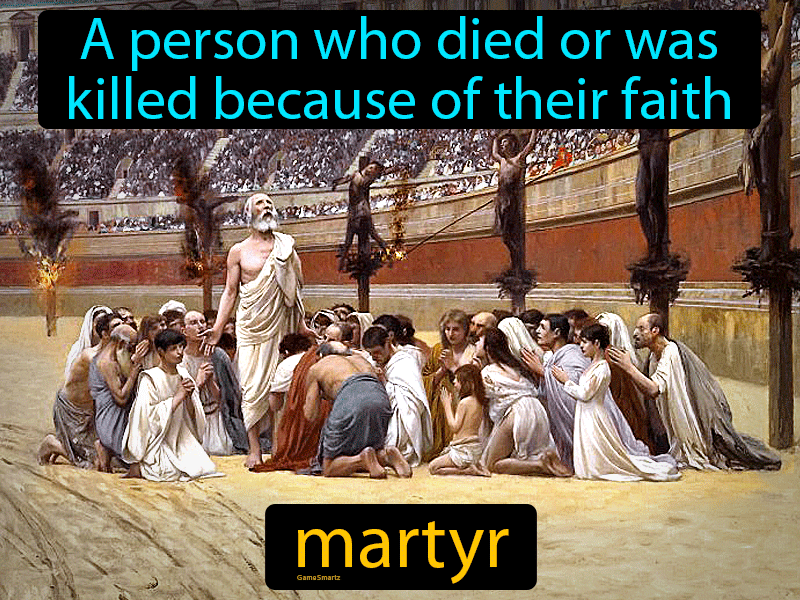 A person who died or was
killed because of their faith
martyr
GameSmartz